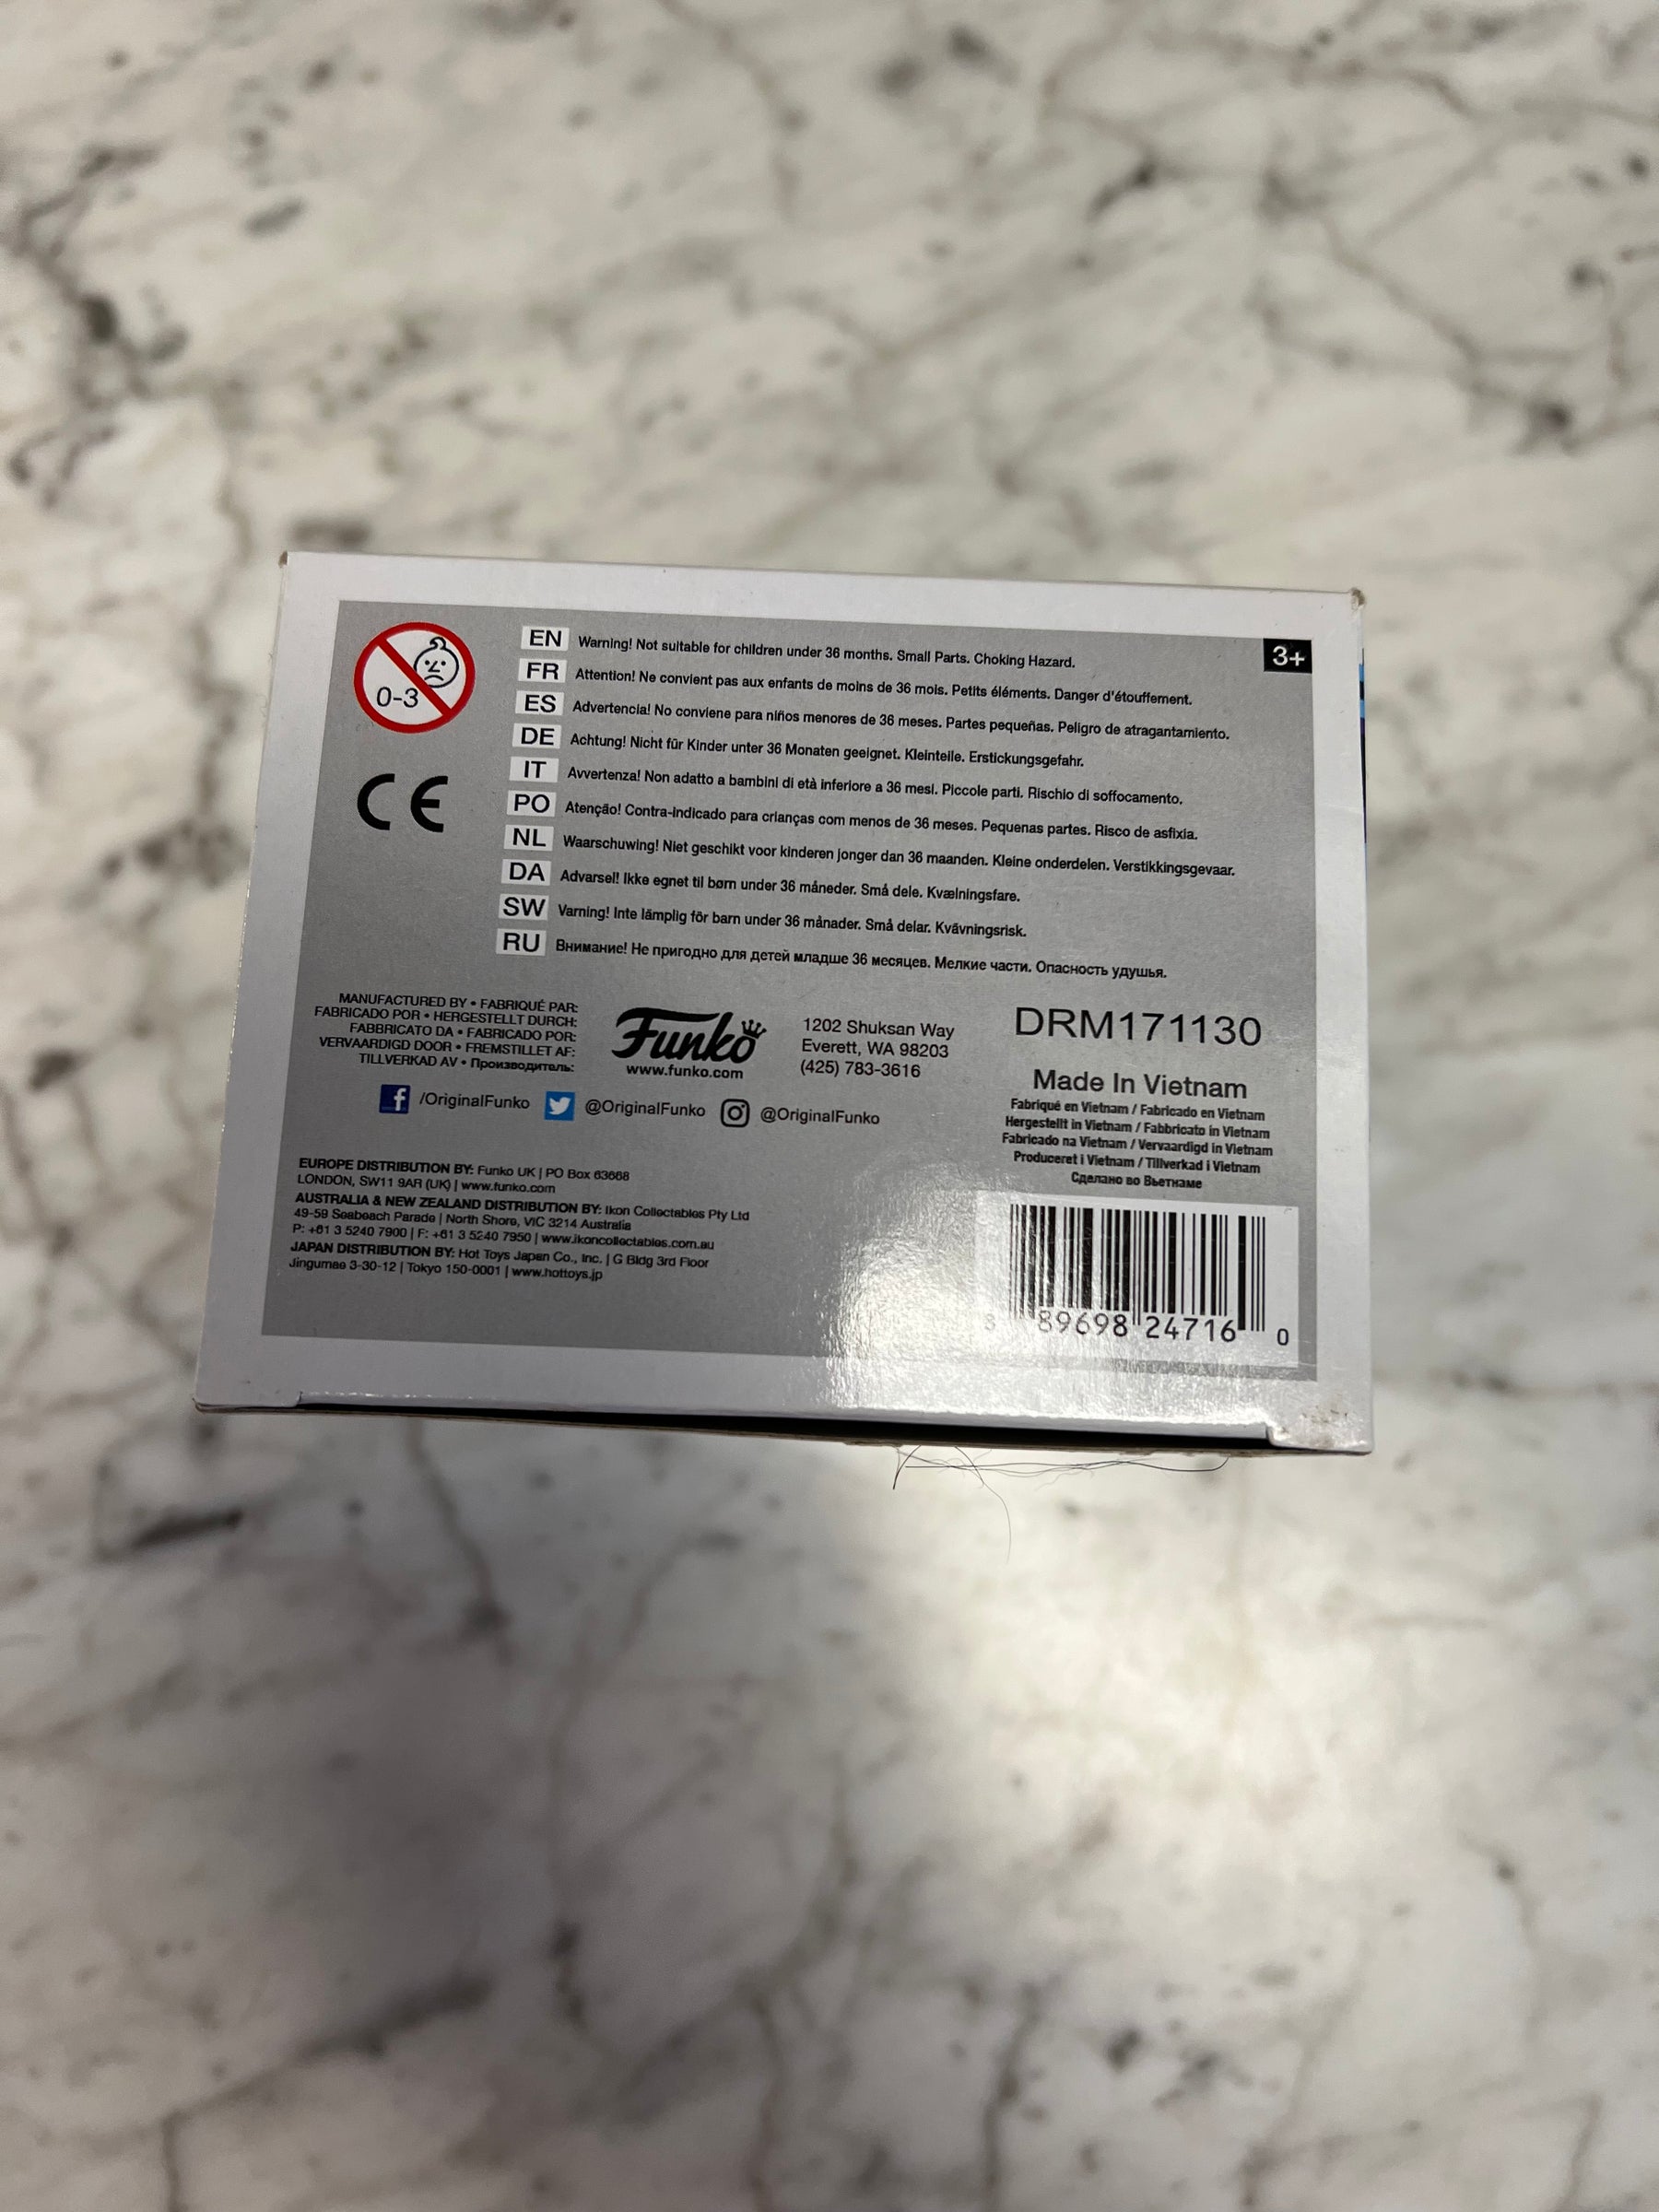 0-3
CE
3+
EN Warning! Not suitable for children under 36 months. Small Parts. Choking Hazard.
FR Attention! Ne convient pas aux enfants de moins de 36 mois. Petits éléments. Danger d'étouffement.
ES Advertencia! No conviene para niños menores de 36 meses. Partes pequeñas. Peligro de atragantamiento.
DE Achtung! Nicht für Kinder unter 36 Monaten geeignet. Kleinteile. Erstickungsgefahr.
IT Avvertenza! Non adatto a bambini di età inferiore a 36 mesi. Piccole parti. Rischio di soffocamento.
PO Atenção! Contra-indicado para crianças com menos de 36 meses. Pequenas partes. Risco de asfixia.
NL Waarschuwing! Niet geschikt voor kinderen jonger dan 36 maanden. Kleine onderdelen. Verstikkingsgevaar.
DA Advarsel! Ikke egnet til børn under 36 måneder. Små dele. Kvælningsfare.
SW Varning! Inte lämplig för barn under 36 månader. Små delar. Kvävningsrisk.
RU Внимание! Не пригодно для детей младше 36 месяцев. Мелкие части. Опасность удушья.
MANUFACTURED BY • FABRIQUÉ PAR:
FABRICADO POR • HERGESTELLT DURCH:
FABBRICATO DA • FABRICADO POR:
VERVAARDIGD DOOR • FREMSTILLET AF:
TILLVERKAD AV • Производитель:
Funko
www.funko.com
1202 Shuksan Way
Everett, WA 98203
(425) 783-3616
/OriginalFunko @OriginalFunko @OriginalFunko
DRM171130
Made In Vietnam
Fabriqué en Vietnam / Fabricado en Vietnam
Hergestellt in Vietnam / Fabbricato in Vietnam
Fabricado na Vietnam / Vervaardigd in Vietnam
Produceret i Vietnam / Tillverkad i Vietnam
Сделано во Вьетнаме
EUROPE DISTRIBUTION BY: Funko UK | PO Box 63668
LONDON, SW11 9AR (UK) | www.funko.com
AUSTRALIA & NEW ZEALAND DISTRIBUTION BY: Ikon Collectables Pty Ltd
49-59 Seabeach Parade | North Shore, VIC 3214 Australia
P: +61 3 5240 7900 | F: +61 3 5240 7950 | www.ikoncollectables.com.au
JAPAN DISTRIBUTION BY: Hot Toys Japan Co., Inc. | G Bldg 3rd Floor
Jingumae 3-30-12 | Tokyo 150-0001 | www.hottoys.jp
8 89698 24716 0